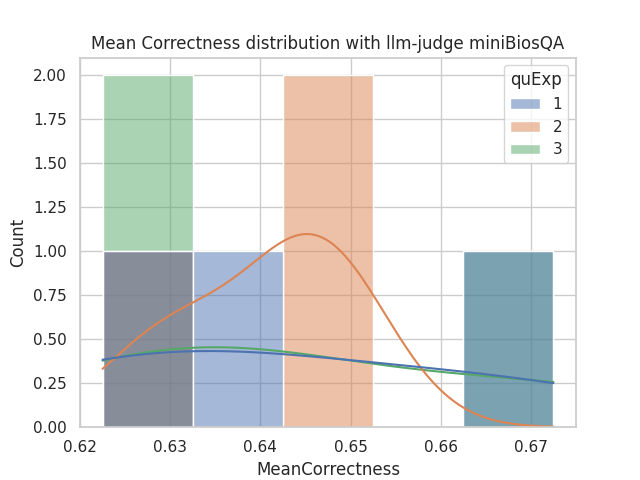 Mean Correctness distribution with llm-judge miniBiosQA
quExp
1
2
3
2.00
1.75
1.50
1.25
1.00
0.75
0.50
0.25
0.00
Count
0.62 0.63 0.64 0.65 0.66 0.67
MeanCorrectness